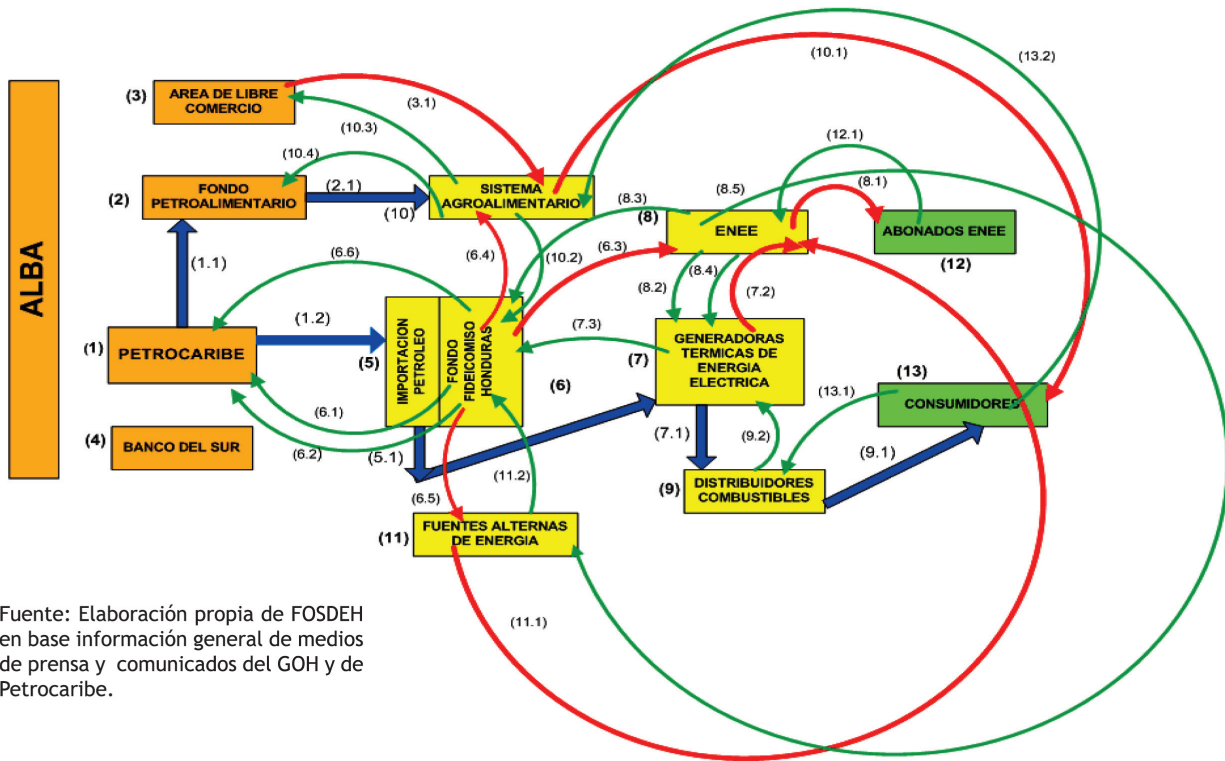 ALBA
(3)
AREA DE LIBRE
COMERCIO
(3.1)
(10.3)
(10.1)
(13.2)
(10.4)
(12.1)
(2)
FONDO
PETROALIMENTARIO
(2.1)
(10)
SISTEMA
AGROALIMENTARIO
(8.3)
(8.5)
(8.1)
(8)
ENEE
ABONADOS ENEE
(12)
(1.1)
(6.6)
(6.4)
(10.2)
(6.3)
(8.2)
(8.4)
(7.2)
(1.2)
(1)
PETROCARIBE
(5)
IMPORTACION
PETROLEO
FONDO
FIDEICOMISO
HONDURAS
(6)
(7.3)
(7)
GENERADORAS
TERMICAS DE
ENERGIA
ELECTRICA
(13)
CONSUMIDORES
(13.1)
(6.1)
(6.2)
(4)
BANCO DEL SUR
(5.1)
(7.1)
(9.2)
(9.1)
(11.2)
(6.5)
(9)
DISTRIBUIDORES
COMBUSTIBLES
(11)
FUENTES ALTERNAS
DE ENERGIA
(11.1)
Fuente: Elaboración propia de FOSDEH
en base información general de medios
de prensa y comunicados del GOH y de
Petrocaribe.